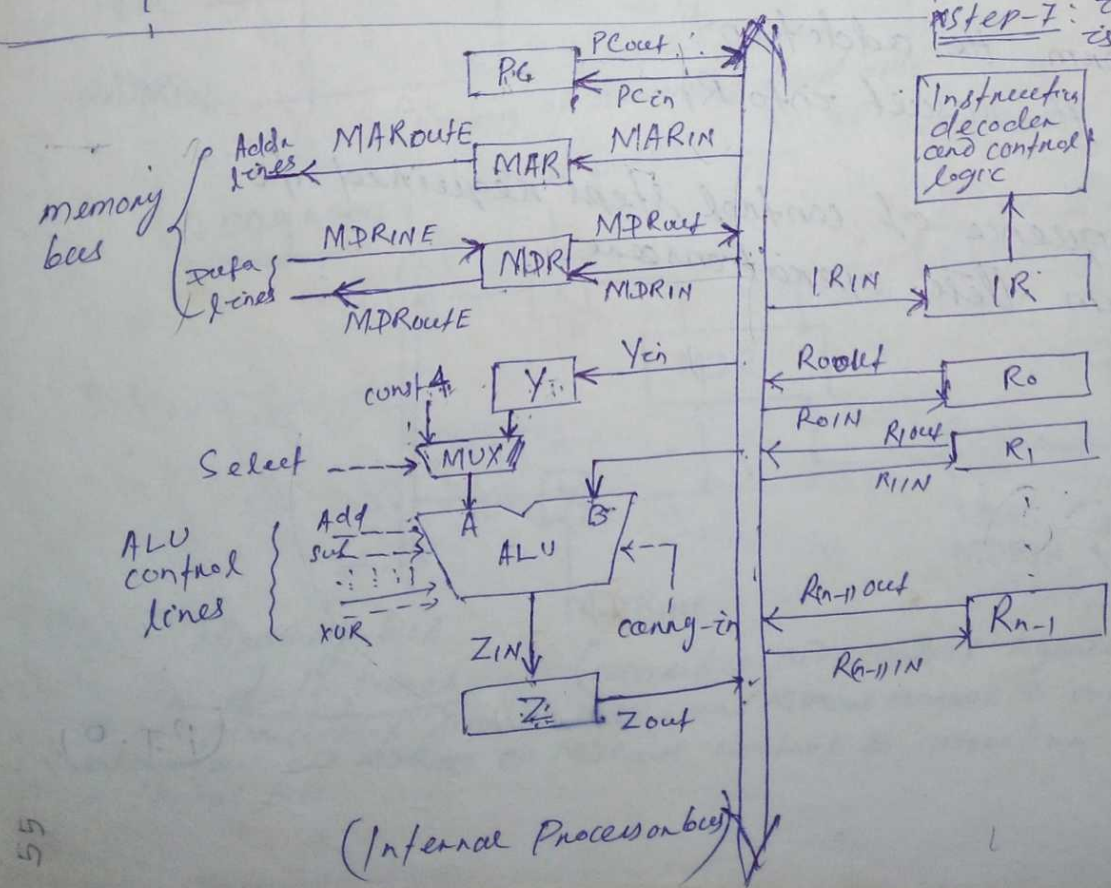 Step-7:
PCout
PC
PCin
Instruction
decoder
and control
logic
Addr
lines
MARoutE
MAR
MARIN
memory
bus
MDRINE
MDR
MDRout
Data
lines
MDRIN
MDRoutE
IRIN
IR
const 4
Y
Yin
R0out
R0
R0IN
R1out
R1
R1IN
Select
MUX
ALU
control
lines
Add
sub
XOR
A
B
ALU
carry-in
R(n-1)out
Rn-1
R(n-1)IN
ZIN
Z
Zout
(Internal Processor bus)
55